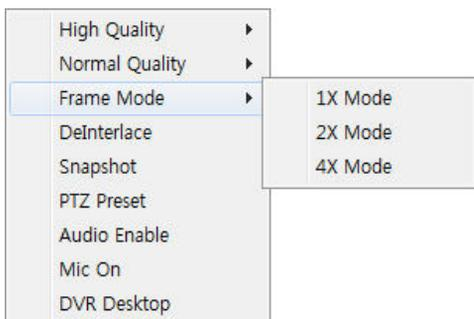 High Quality
Normal Quality
Frame Mode
DeInterlace
Snapshot
PTZ Preset
Audio Enable
Mic On
DVR Desktop
1X Mode
2X Mode
4X Mode